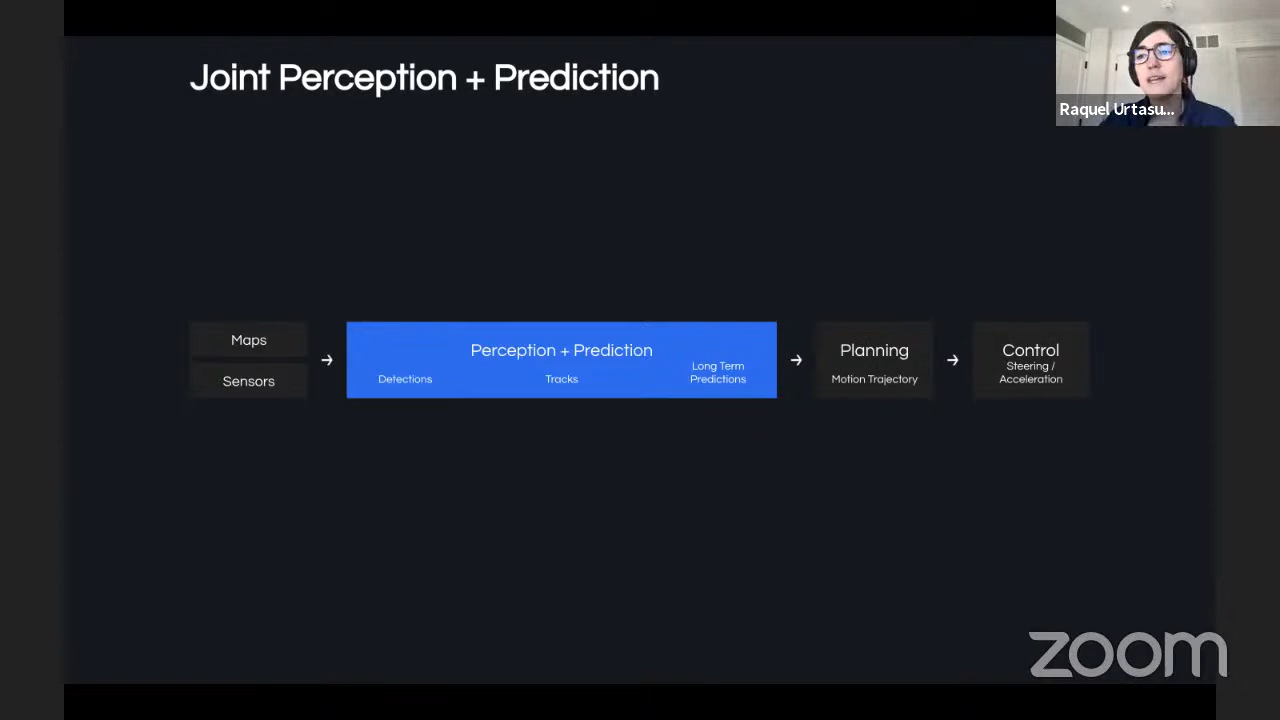 Joint Perception + Prediction
Raquel Urtasu...
Maps
Sensors
→
Perception + Prediction
Detections
Tracks
Long Term
Predictions
→
Planning
Motion Trajectory
→
Control
Steering /
Acceleration
zoom